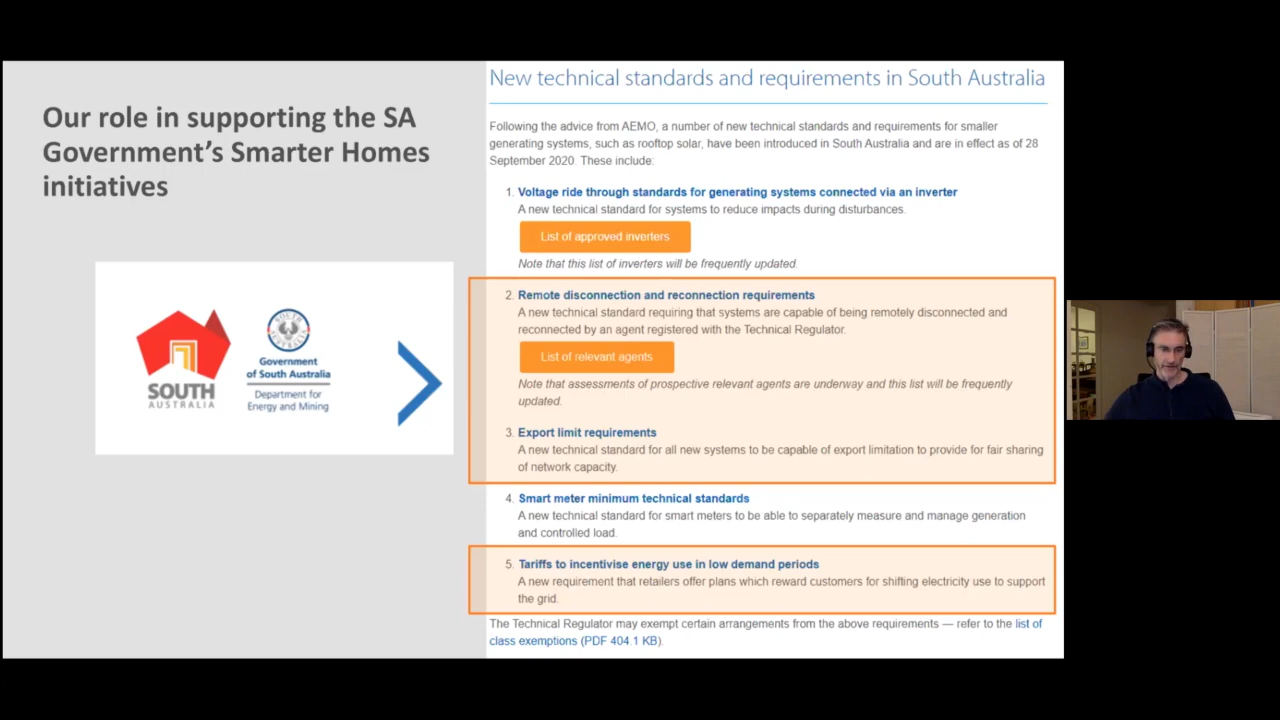 Our role in supporting the SA
Government's Smarter Homes
initiatives
SOUTH
AUSTRALIA
Government
of South Australia
Department for
Energy and Mining
New technical standards and requirements in South Australia
Following the advice from AEMO, a number of new technical standards and requirements for smaller
generating systems, such as rooftop solar, have been introduced in South Australia and are in effect as of 28
September 2020. These include:
1. Voltage ride through standards for generating systems connected via an inverter
A new technical standard for systems to reduce impacts during disturbances.
List of approved inverters
Note that this list of inverters will be frequently updated.
2. Remote disconnection and reconnection requirements
A new technical standard requiring that systems are capable of being remotely disconnected and
reconnected by an agent registered with the Technical Regulator.
List of relevant agents
Note that assessments of prospective relevant agents are underway and this list will be frequently
updated.
3. Export limit requirements
A new technical standard for all new systems to be capable of export limitation to provide for fair sharing
of network capacity.
4. Smart meter minimum technical standards
A new technical standard for smart meters to be able to separately measure and manage generation
and controlled load.
5. Tariffs to incentivise energy use in low demand periods
A new requirement that retailers offer plans which reward customers for shifting electricity use to support
the grid.
The Technical Regulator may exempt certain arrangements from the above requirements — refer to the list of
class exemptions (PDF 404.1 KB).